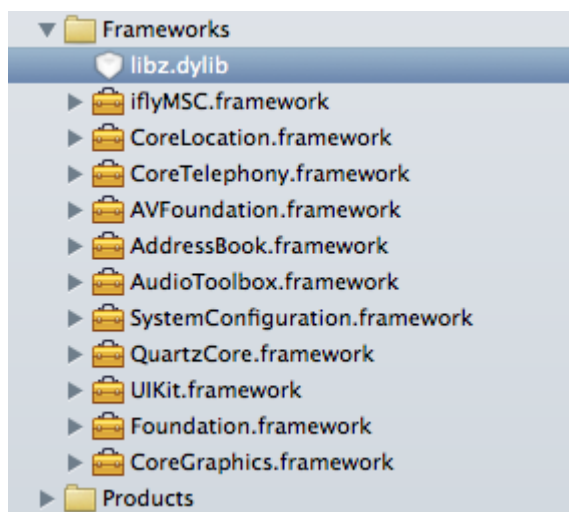 Frameworks
libz.dylib
iflyMSC.framework
CoreLocation.framework
CoreTelephony.framework
AVFoundation.framework
AddressBook.framework
AudioToolbox.framework
SystemConfiguration.framework
QuartzCore.framework
UIKit.framework
Foundation.framework
CoreGraphics.framework
Products